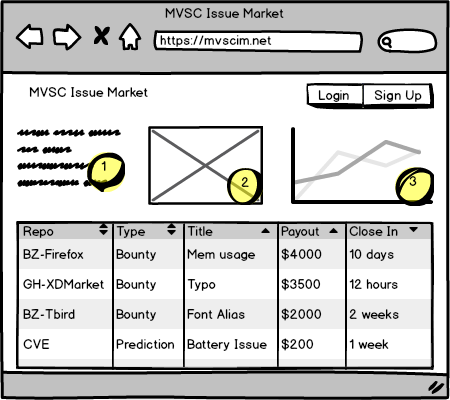 MVSC Issue Market
https://mvscim.net
MVSC Issue Market
Login
Sign Up
1
2
3
Repo Type Title Payout Close In
BZ-Firefox Bounty Mem usage $4000 10 days
GH-XDMarket Bounty Typo $3500 12 hours
BZ-Tbird Bounty Font Alias $2000 2 weeks
CVE Prediction Battery Issue $200 1 week